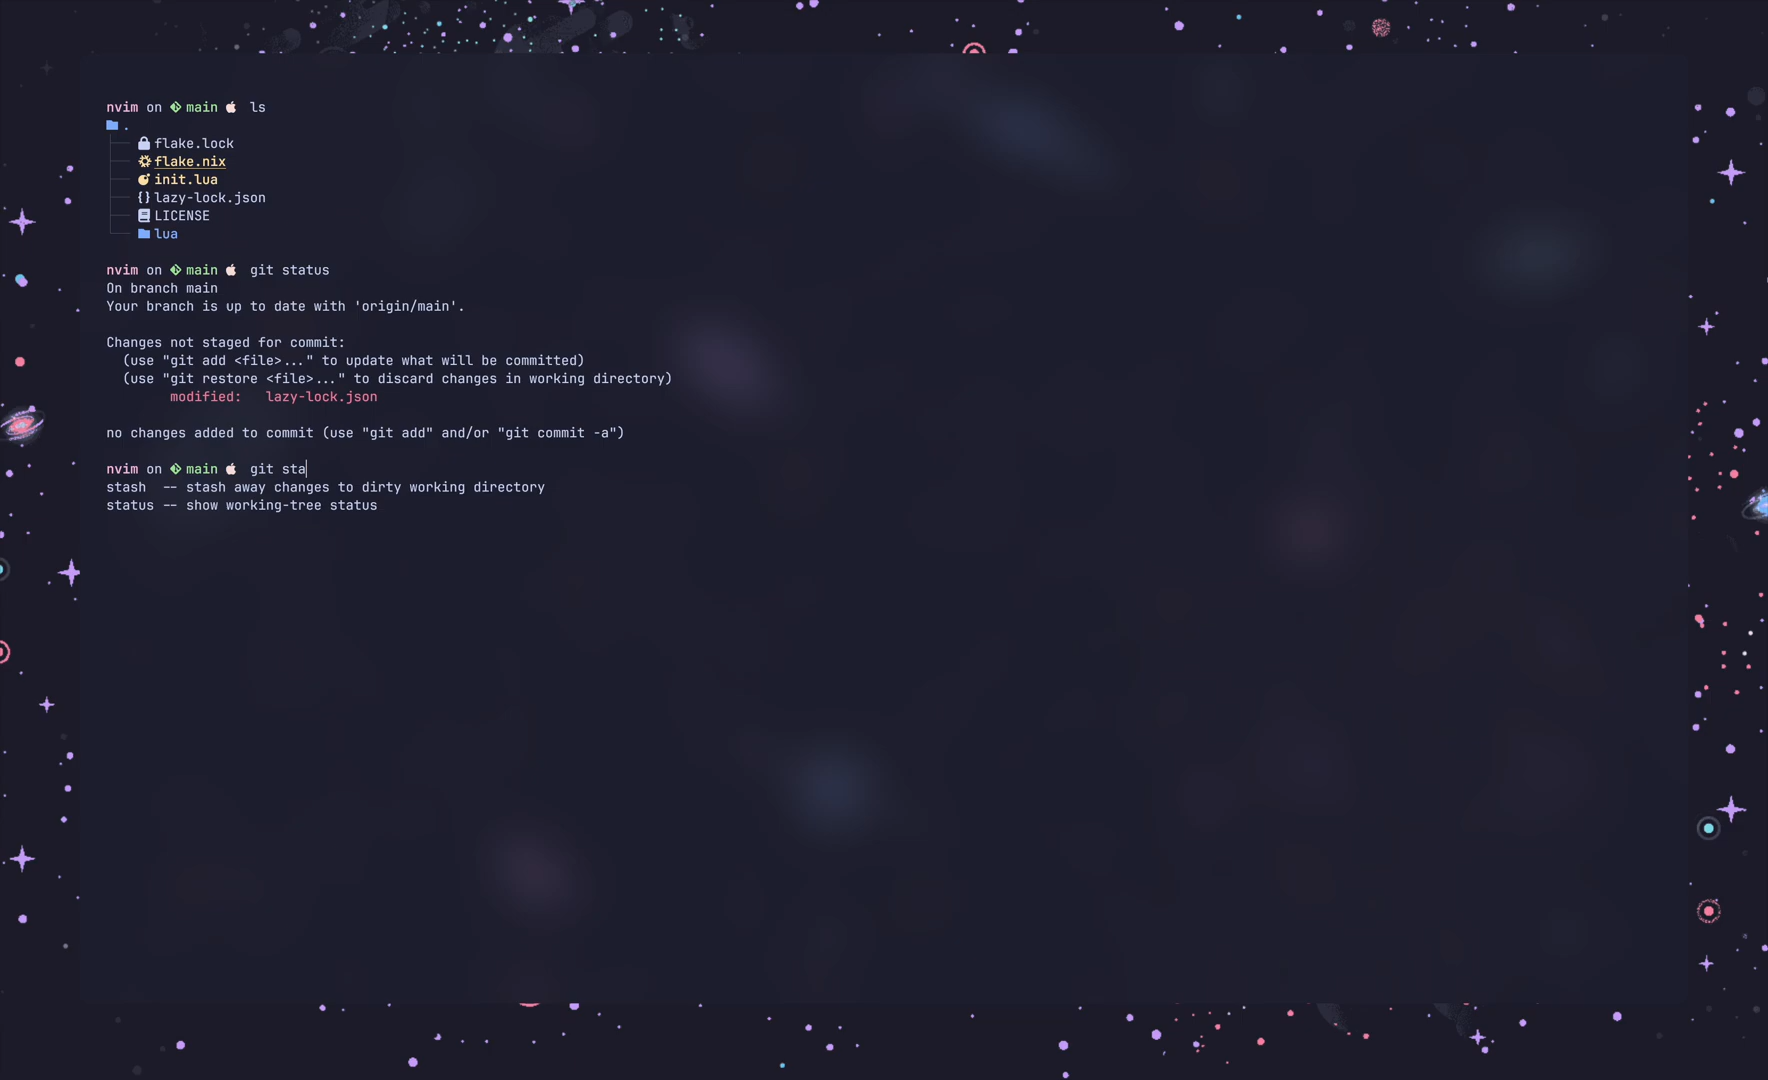 nvim on main ls
.
flake.lock
flake.nix
init.lua
{} lazy-lock.json
LICENSE
lua
nvim on main git status
On branch main
Your branch is up to date with 'origin/main'.
Changes not staged for commit:
(use "git add <file>..." to update what will be committed)
(use "git restore <file>..." to discard changes in working directory)
modified: lazy-lock.json
no changes added to commit (use "git add" and/or "git commit -a")
nvim on main git sta
stash -- stash away changes to dirty working directory
status -- show working-tree status